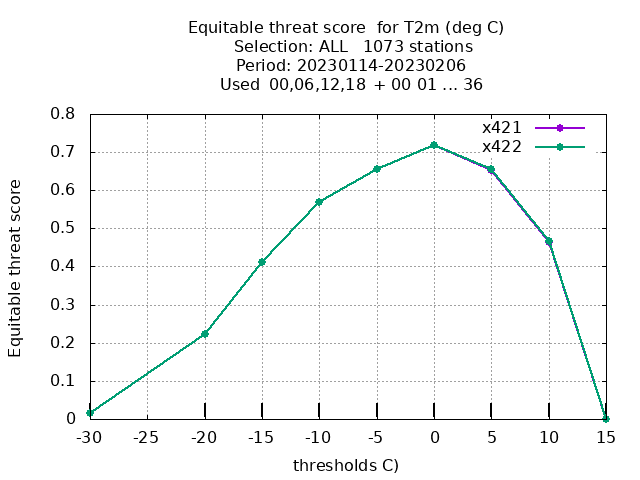 Equitable threat score  for T2m (deg C)
Selection: ALL   1073 stations
Period: 20230114-20230206
Used  00,06,12,18  + 00 01 ... 36
x421
x422
Equitable threat score
0.8
0.7
0.6
0.5
0.4
0.3
0.2
0.1
0
-30 -25 -20 -15 -10 -5 0 5 10 15
thresholds C)